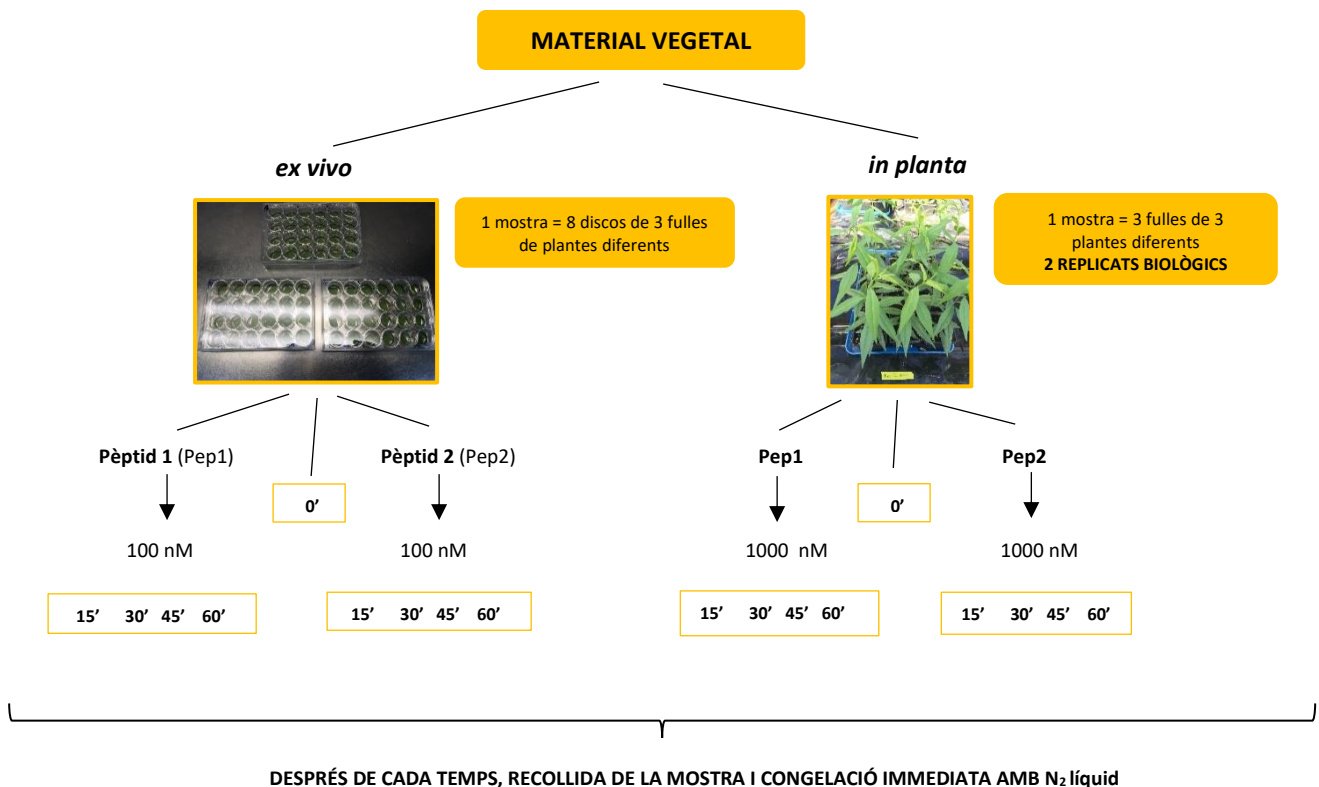 MATERIAL VEGETAL
ex vivo
1 mostra = 8 discos de 3 fulles
de plantes diferents
in planta
1 mostra = 3 fulles de 3
plantes diferents
2 REPLICATS BIOLÒGICS
Pèptid 1 (Pep1)
0’
Pèptid 2 (Pep2)
100 nM
100 nM
15’ 30’ 45’ 60’
15’ 30’ 45’ 60’
Pep1
0’
Pep2
1000 nM
1000 nM
15’ 30’ 45’ 60’
15’ 30’ 45’ 60’
DESPRÉS DE CADA TEMPS, RECOLLIDA DE LA MOSTRA I CONGELACIÓ IMMEDIATA AMB N₂ líquid